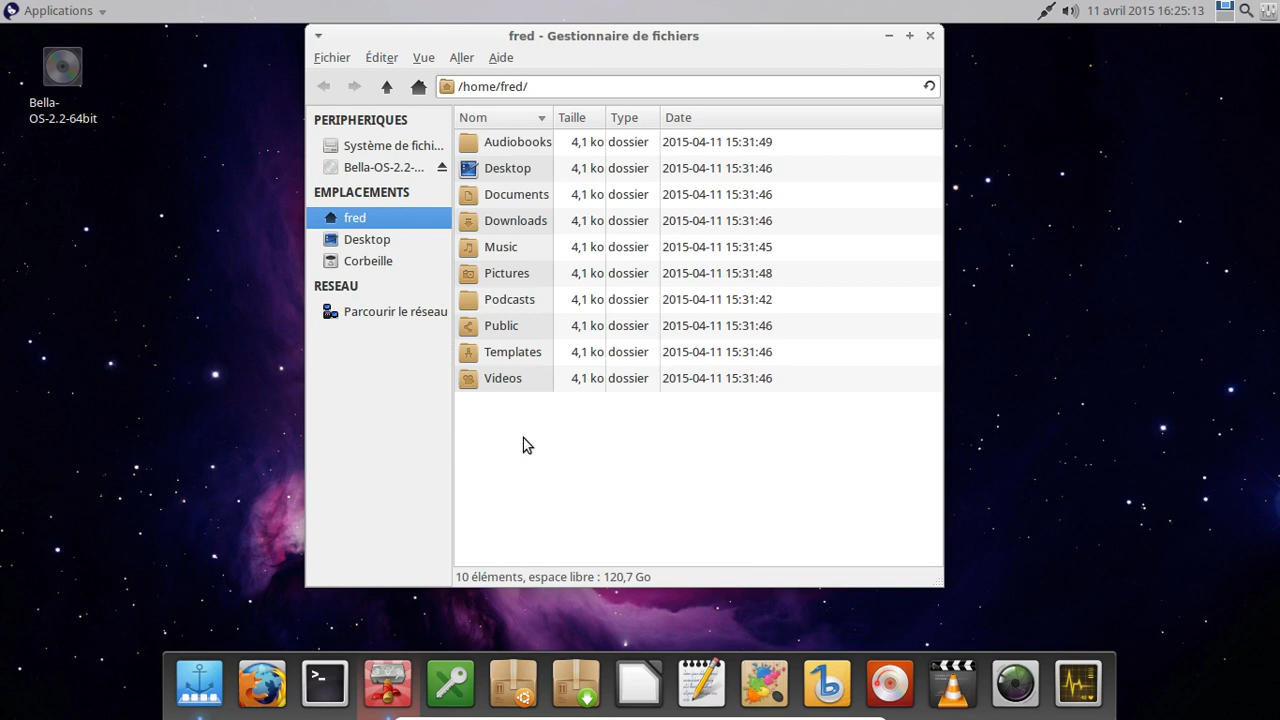 Applications
11 avril 2015 16:25:13
Bella-
OS-2.2-64bit
fred - Gestionnaire de fichiers
Fichier Éditer Vue Aller Aide
/home/fred/
PERIPHERIQUES
Système de fichi...
Bella-OS-2.2-...
EMPLACEMENTS
fred
Desktop
Corbeille
RESEAU
Parcourir le réseau
Nom Taille Type Date
Audiobooks 4,1 ko dossier 2015-04-11 15:31:49
Desktop 4,1 ko dossier 2015-04-11 15:31:46
Documents 4,1 ko dossier 2015-04-11 15:31:46
Downloads 4,1 ko dossier 2015-04-11 15:31:46
Music 4,1 ko dossier 2015-04-11 15:31:45
Pictures 4,1 ko dossier 2015-04-11 15:31:48
Podcasts 4,1 ko dossier 2015-04-11 15:31:42
Public 4,1 ko dossier 2015-04-11 15:31:46
Templates 4,1 ko dossier 2015-04-11 15:31:46
Videos 4,1 ko dossier 2015-04-11 15:31:46
10 éléments, espace libre : 120,7 Go